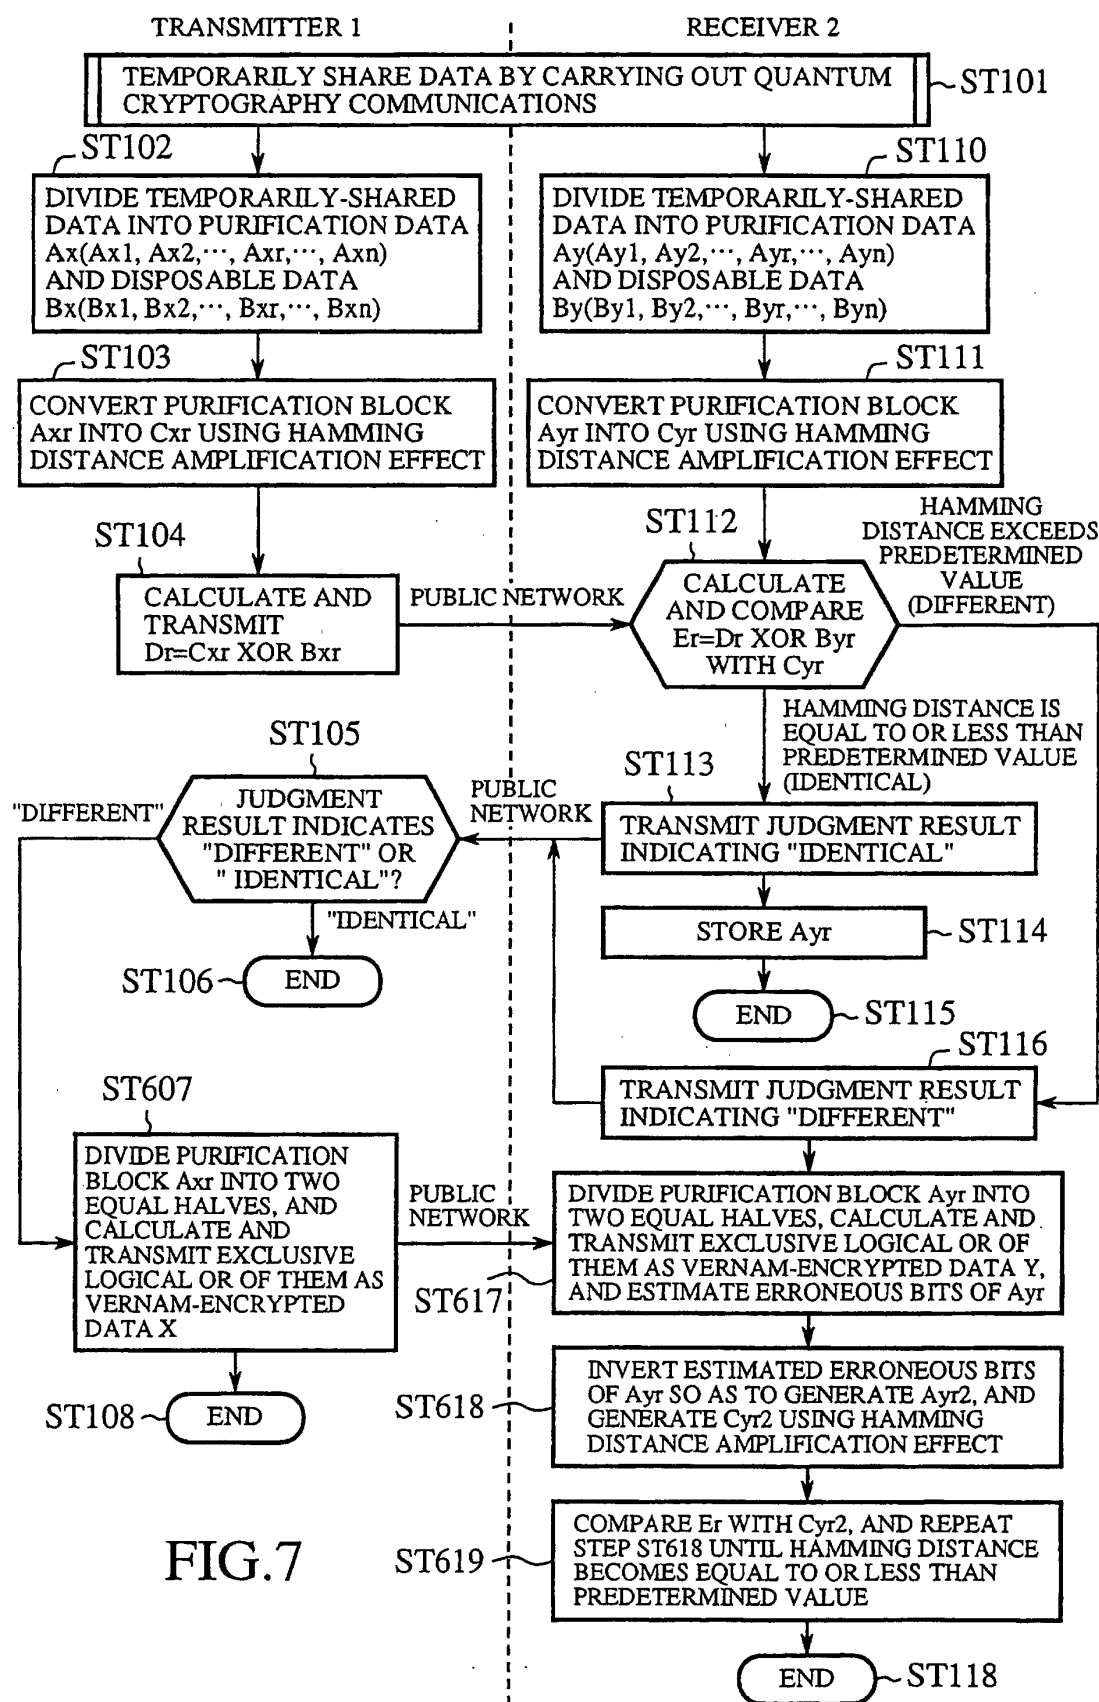 TRANSMITTER 1
RECEIVER 2
TEMPORARILY SHARE DATA BY CARRYING OUT QUANTUM
CRYPTOGRAPHY COMMUNICATIONS
ST101
ST102
DIVIDE TEMPORARILY-SHARED
DATA INTO PURIFICATION DATA
Ax(Ax1, Ax2,⋯, Axr,⋯, Axn)
AND DISPOSABLE DATA
Bx(Bx1, Bx2,⋯, Bxr,⋯, Bxn)
ST110
DIVIDE TEMPORARILY-SHARED
DATA INTO PURIFICATION DATA
Ay(Ay1, Ay2,⋯, Ayr,⋯, Ayn)
AND DISPOSABLE DATA
By(By1, By2,⋯, Byr,⋯, Byn)
ST103
CONVERT PURIFICATION BLOCK
Axr INTO Cxr USING HAMMING
DISTANCE AMPLIFICATION EFFECT
ST111
CONVERT PURIFICATION BLOCK
Ayr INTO Cyr USING HAMMING
DISTANCE AMPLIFICATION EFFECT
ST104
CALCULATE AND
TRANSMIT
Dr=Cxr XOR Bxr
PUBLIC NETWORK
ST112
CALCULATE
AND COMPARE
Er=Dr XOR Byr
WITH Cyr
HAMMING
DISTANCE EXCEEDS
PREDETERMINED
VALUE
(DIFFERENT)
HAMMING DISTANCE IS
EQUAL TO OR LESS THAN
PREDETERMINED VALUE
(IDENTICAL)
ST105
"DIFFERENT"
JUDGMENT
RESULT INDICATES
"DIFFERENT" OR
" IDENTICAL"?
PUBLIC
NETWORK
ST113
TRANSMIT JUDGMENT RESULT
INDICATING "IDENTICAL"
"IDENTICAL"
ST106
END
STORE Ayr
ST114
END
ST115
ST116
TRANSMIT JUDGMENT RESULT
INDICATING "DIFFERENT"
ST607
DIVIDE PURIFICATION
BLOCK Axr INTO TWO
EQUAL HALVES, AND
CALCULATE AND
TRANSMIT EXCLUSIVE
LOGICAL OR OF THEM AS
VERNAM-ENCRYPTED
DATA X
PUBLIC
NETWORK
DIVIDE PURIFICATION BLOCK Ayr INTO
TWO EQUAL HALVES, CALCULATE AND
TRANSMIT EXCLUSIVE LOGICAL OR OF
THEM AS VERNAM-ENCRYPTED DATA Y,
AND ESTIMATE ERRONEOUS BITS OF Ayr
ST617
ST108
END
ST618
INVERT ESTIMATED ERRONEOUS BITS
OF Ayr SO AS TO GENERATE Ayr2, AND
GENERATE Cyr2 USING HAMMING
DISTANCE AMPLIFICATION EFFECT
ST619
COMPARE Er WITH Cyr2, AND REPEAT
STEP ST618 UNTIL HAMMING DISTANCE
BECOMES EQUAL TO OR LESS THAN
PREDETERMINED VALUE
END
ST118
FIG.7